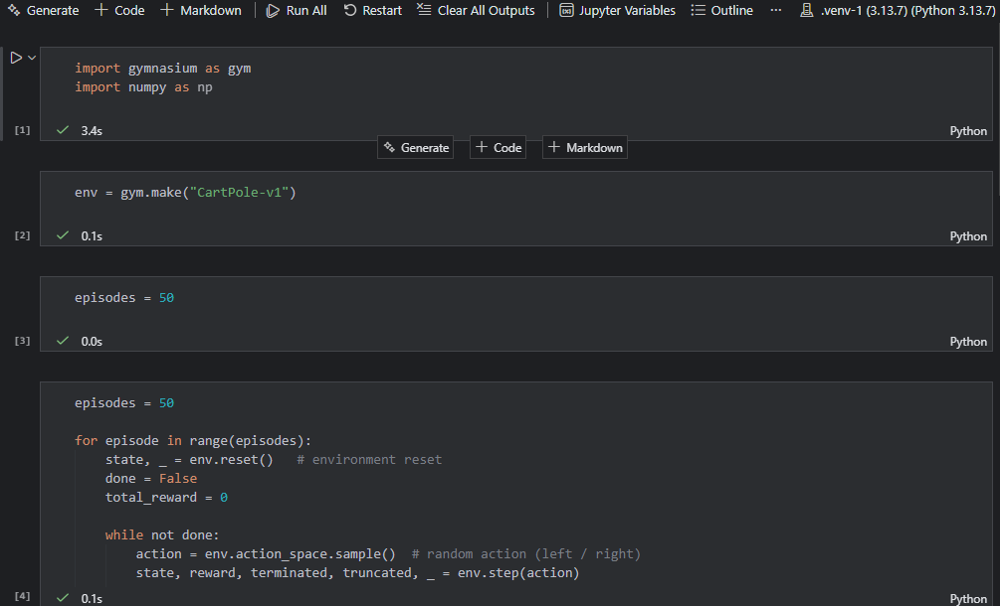 Generate + Code + Markdown | Run All Restart Clear All Outputs | Jupyter Variables Outline ... .venv-1 (3.13.7) (Python 3.13.7)
import gymnasium as gym
import numpy as np
[1] ✓ 3.4s Python
Generate + Code + Markdown
env = gym.make("CartPole-v1")
[2] ✓ 0.1s Python
episodes = 50
[3] ✓ 0.0s Python
episodes = 50
for episode in range(episodes):
state, _ = env.reset() # environment reset
done = False
total_reward = 0
while not done:
action = env.action_space.sample() # random action (left / right)
state, reward, terminated, truncated, _ = env.step(action)
[4] ✓ 0.1s Python